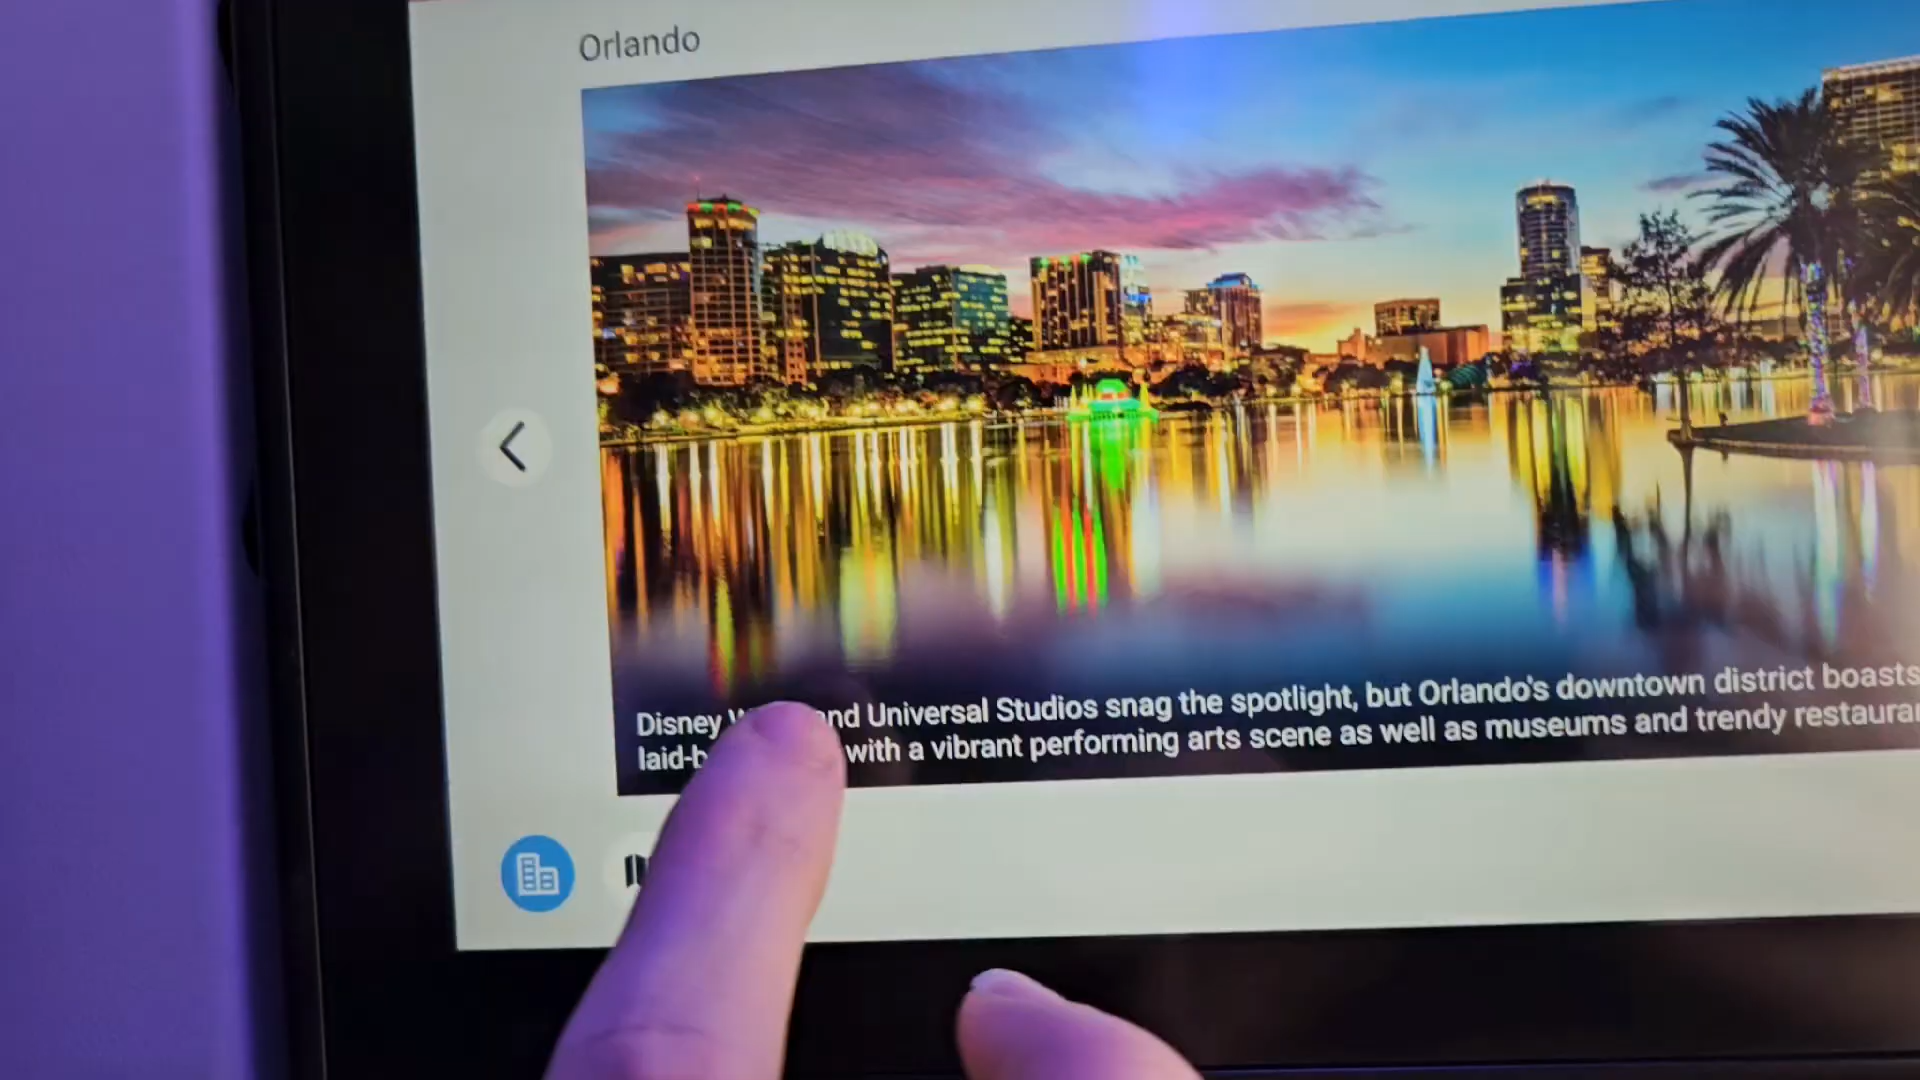 Orlando
Disney and Universal Studios snag the spotlight, but Orlando's downtown district boasts
with a vibrant performing arts scene as well as museums and trendy